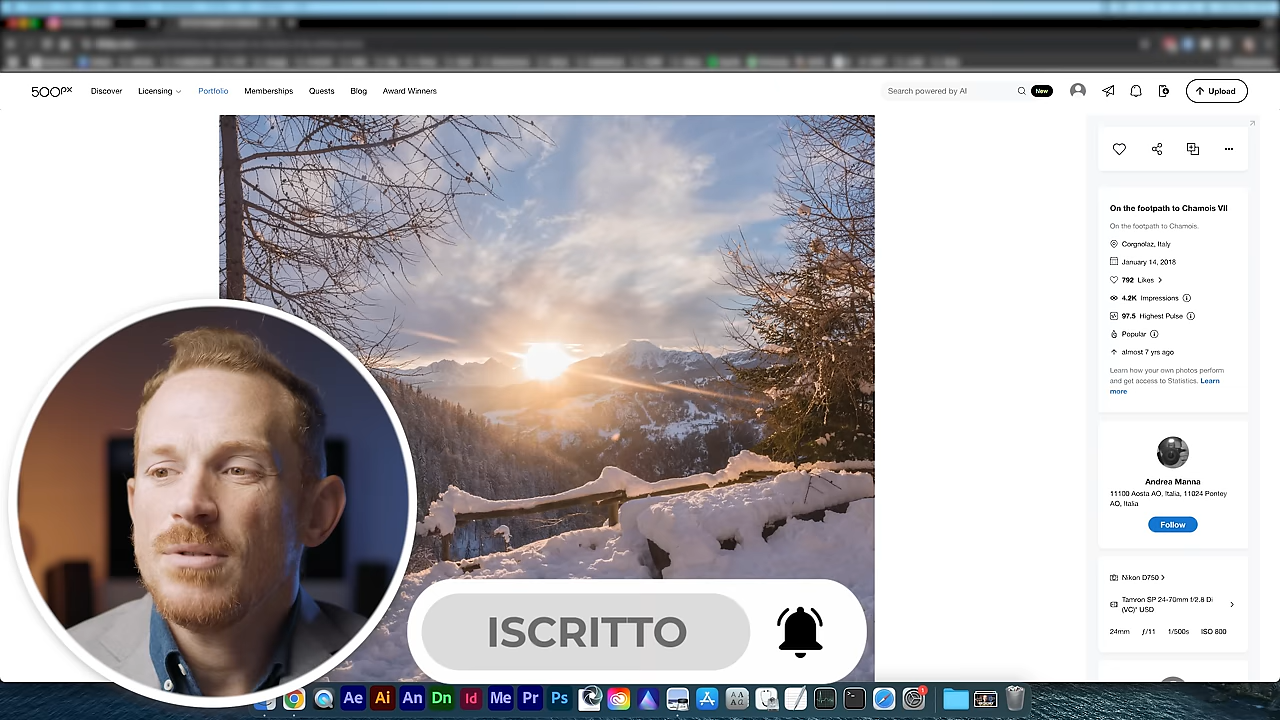 500px
Discover
Licensing
Portfolio
Memberships
Quests
Blog
Award Winners
Search powered by AI
New
Upload
On the footpath to Chamois VII
On the footpath to Chamois.
Corgnolaz, Italy
January 14, 2018
792 Likes
4.2K Impressions
97.5 Highest Pulse
Popular
almost 7 yrs ago
Learn how your own photos perform
and get access to Statistics. Learn
more
Andrea Manna
11100 Aosta AO, Italia, 11024 Pontey
AO, Italia
Follow
Nikon D750
Tamron SP 24-70mm f/2.8 Di
(VC)* USD
24mm ƒ/11 1/500s ISO 800
ISCRITTO
Ae Ai An Dn Id Me Pr Ps
1